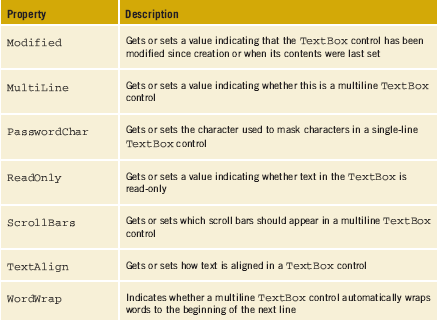 Property Description
Modified Gets or sets a value indicating that the TextBox control has been
modified since creation or when its contents were last set
MultiLine Gets or sets a value indicating whether this is a multiline TextBox
control
PasswordChar Gets or sets the character used to mask characters in a single-line
TextBox control
ReadOnly Gets or sets a value indicating whether text in the TextBox is
read-only
ScrollBars Gets or sets which scroll bars should appear in a multiline TextBox
control
TextAlign Gets or sets how text is aligned in a TextBox control
WordWrap Indicates whether a multiline TextBox control automatically wraps
words to the beginning of the next line